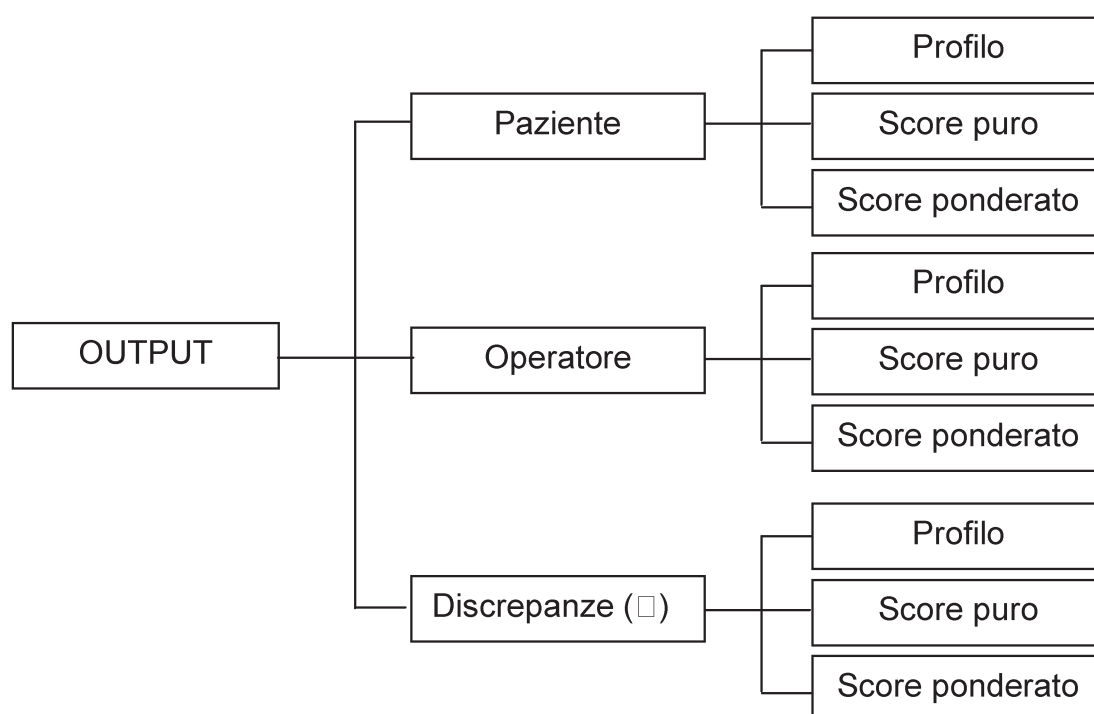 OUTPUT
Paziente
Profilo
Score puro
Score ponderato
Operatore
Profilo
Score puro
Score ponderato
Discrepanze (□)
Profilo
Score puro
Score ponderato